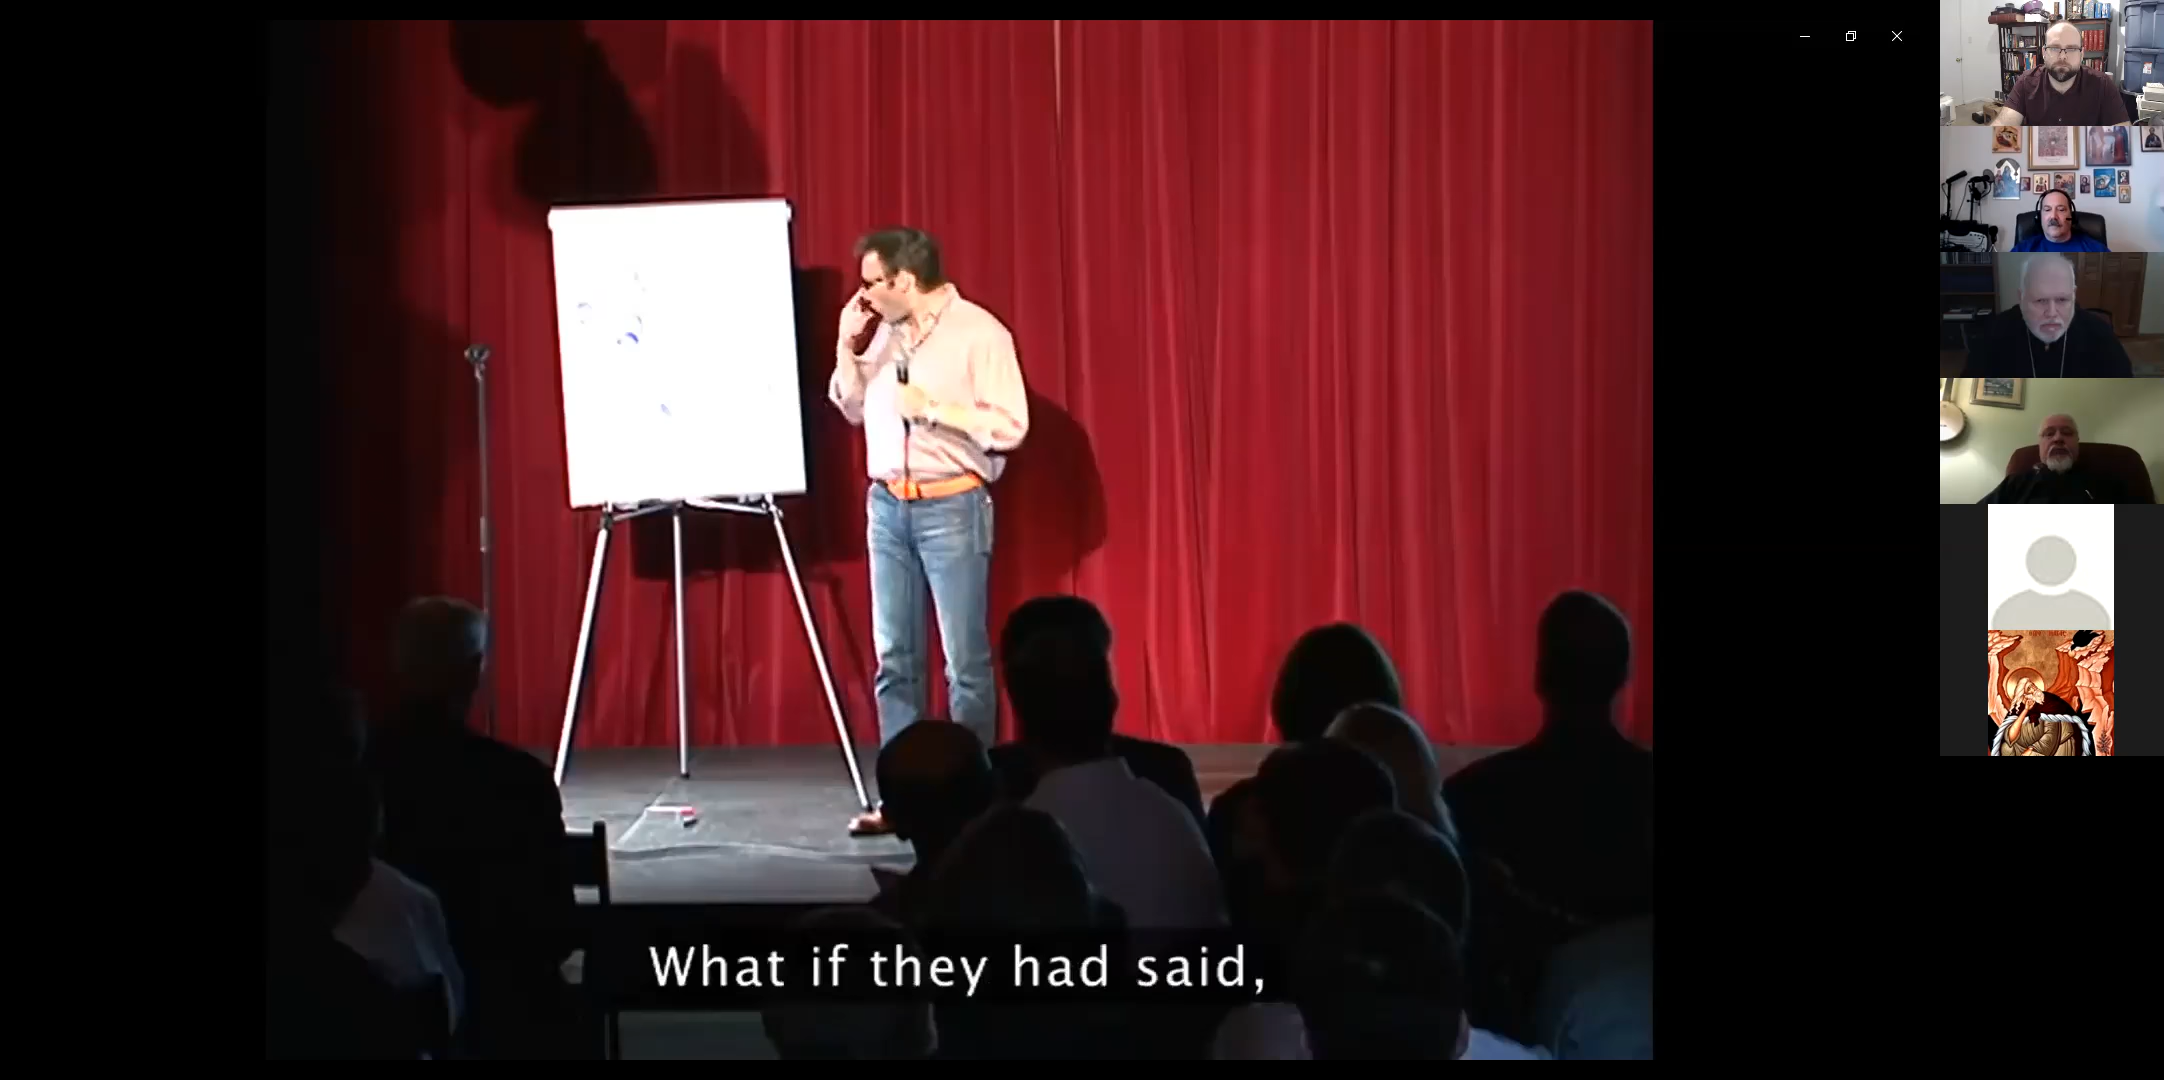 What if they had said,